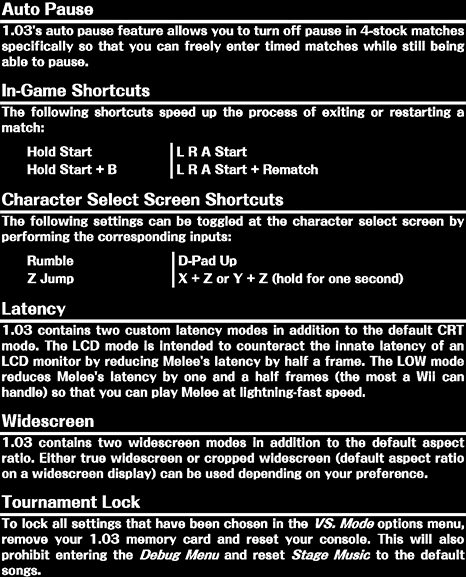 Auto Pause
1.03's auto pause feature allows you to turn off pause in 4-stock matches
specifically so that you can freely enter timed matches while still being
able to pause.
In-Game Shortcuts
The following shortcuts speed up the process of exiting or restarting a
match:
Hold Start L R A Start
Hold Start + B L R A Start + Rematch
Character Select Screen Shortcuts
The following settings can be toggled at the character select screen by
performing the corresponding inputs:
Rumble D-Pad Up
Z Jump X + Z or Y + Z (hold for one second)
Latency
1.03 contains two custom latency modes in addition to the default CRT
mode. The LCD mode is intended to counteract the innate latency of an
LCD monitor by reducing Melee's latency by half a frame. The LOW mode
reduces Melee's latency by one and a half frames (the most a Wii can
handle) so that you can play Melee at lightning-fast speed.
Widescreen
1.03 contains two widescreen modes in addition to the default aspect
ratio. Either true widescreen or cropped widescreen (default aspect ratio
on a widescreen display) can be used depending on your preference.
Tournament Lock
To lock all settings that have been chosen in the VS. Mode options menu,
remove your 1.03 memory card and reset your console. This will also
prohibit entering the Debug Menu and reset Stage Music to the default
songs.